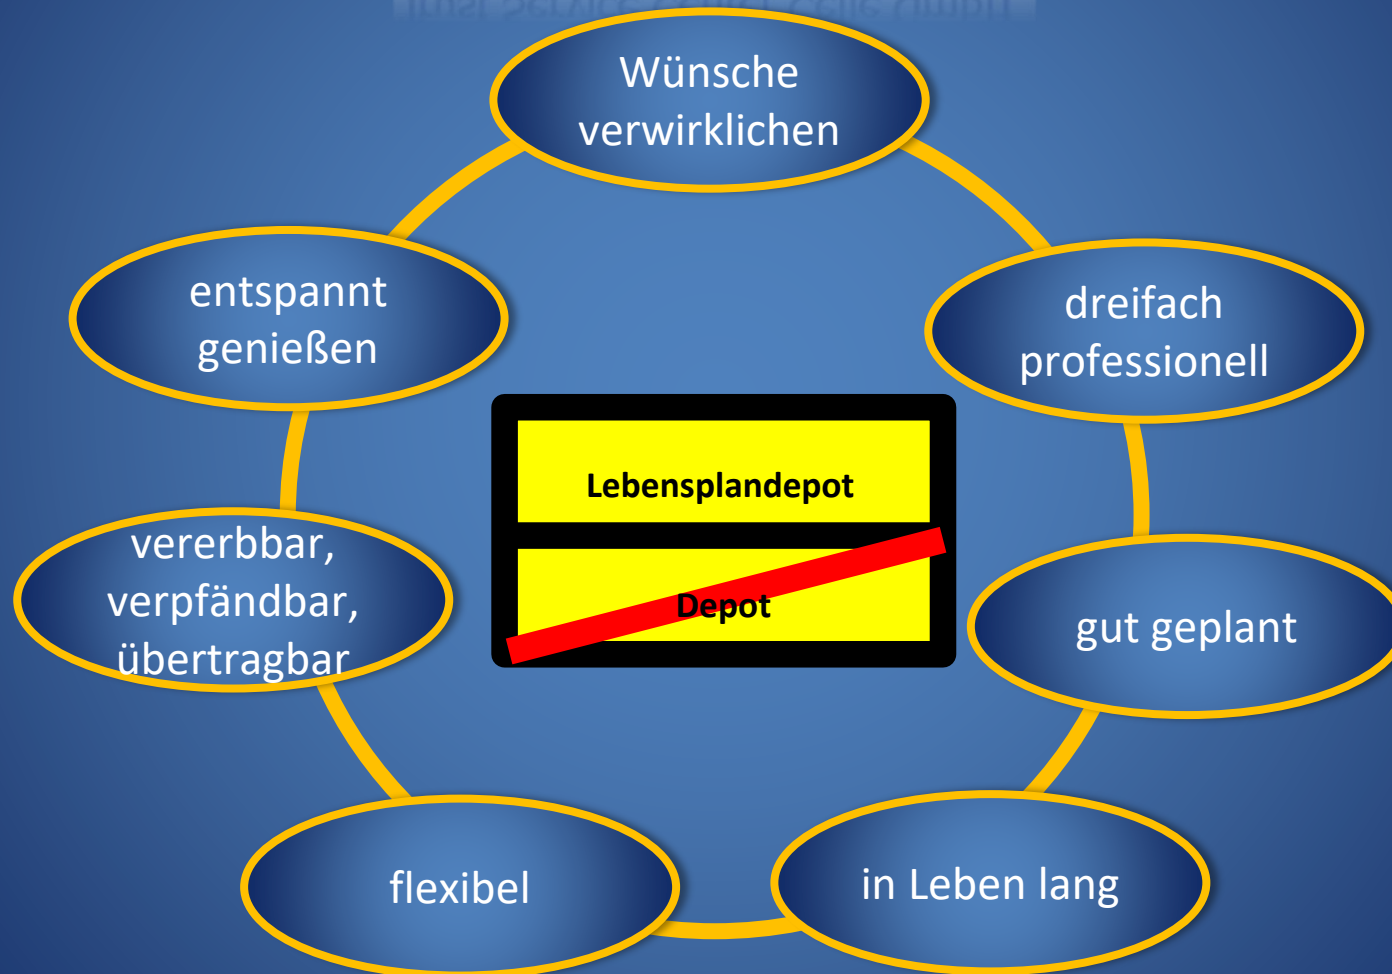 Wünsche
verwirklichen
dreifach
professionell
gut geplant
in Leben lang
flexibel
vererbbar,
verpfändbar,
übertragbar
entspannt
genießen
Lebensplandepot
Depot